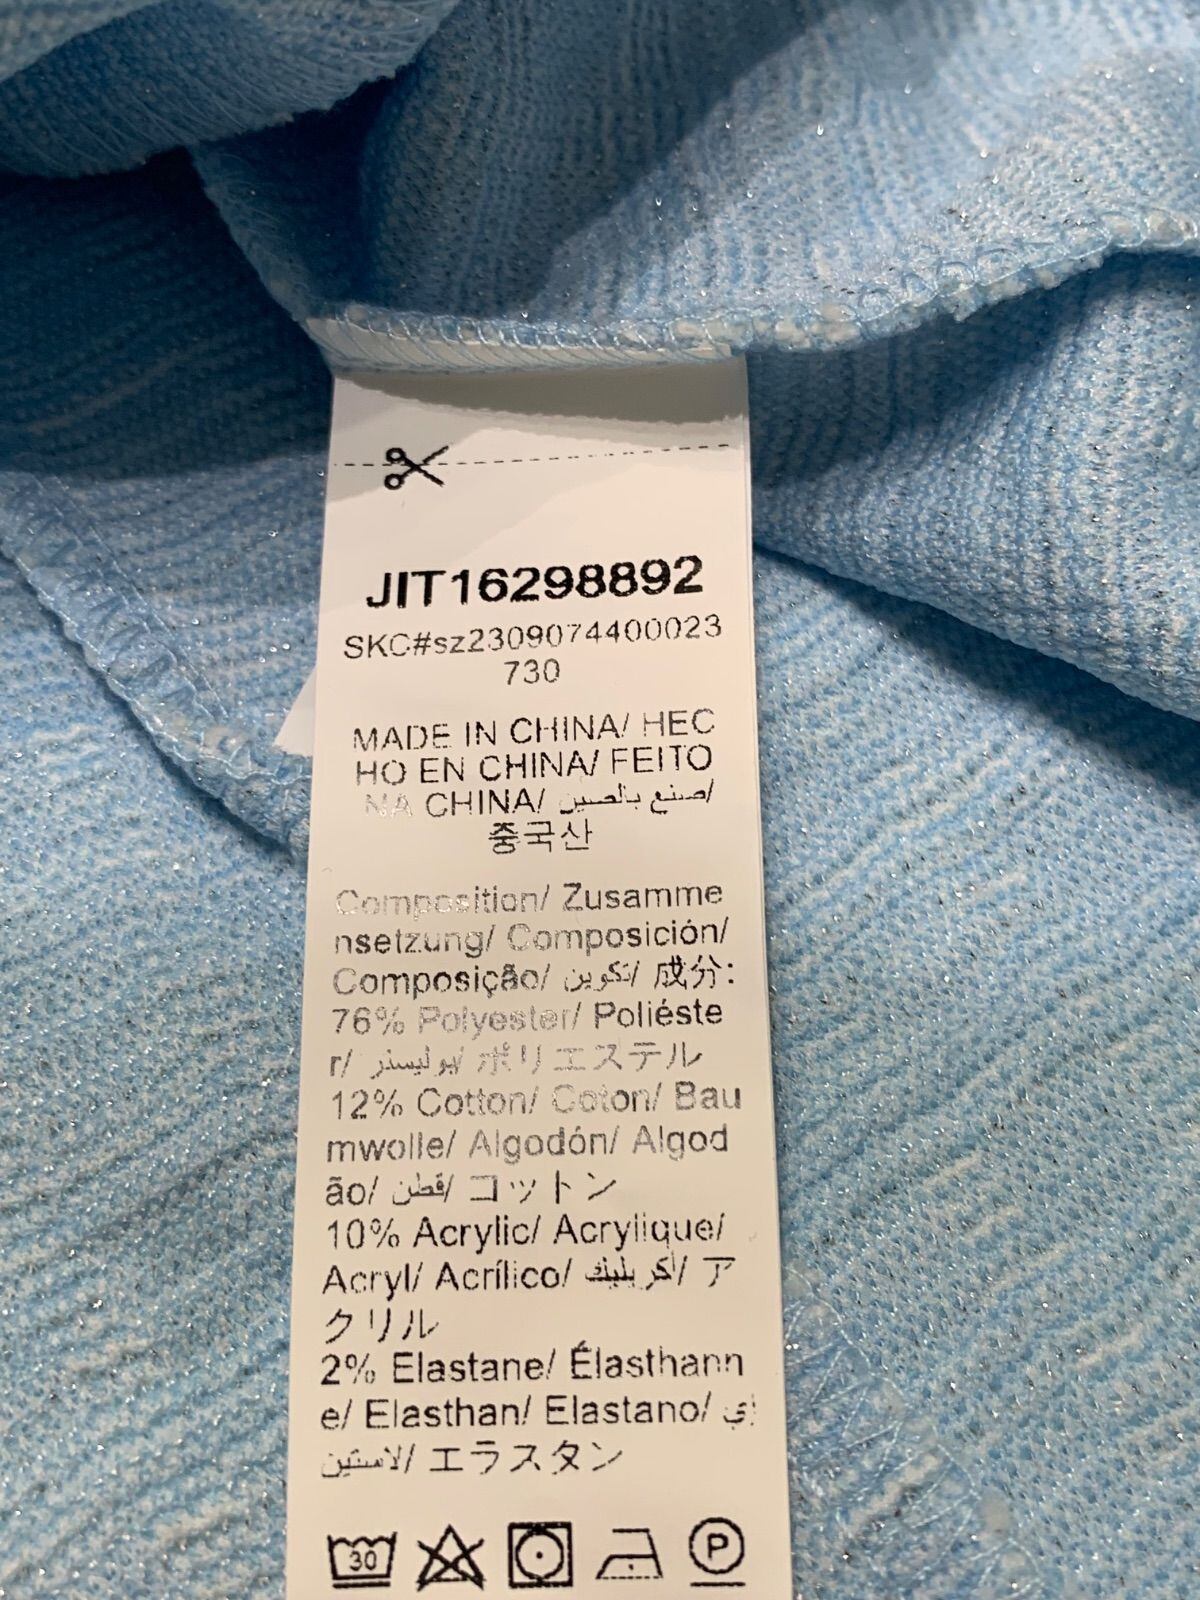 JIT16298892
SKC#sz2309074400023
730
MADE IN CHINA/ HEC
HO EN CHINA/ FEITO
NA CHINA/ صنع بالصين/
중국산
Composition/ Zusamme
nsetzung/ Composición/
Composição/ تكوين/ 成分:
76% Polyester/ Poliéste
r/ بوليستر/ ポリエステル
12% Cotton/ Coton/ Bau
mwolle/ Algodón/ Algod
ão/ قطن/ コットン
10% Acrylic/ Acrylique/
Acryl/ Acrílico/ أكريليك/ ア
クリル
2% Elastane/ Élasthann
e/ Elasthan/ Elastano/ إي
لاستين/ エラスタン
30 P